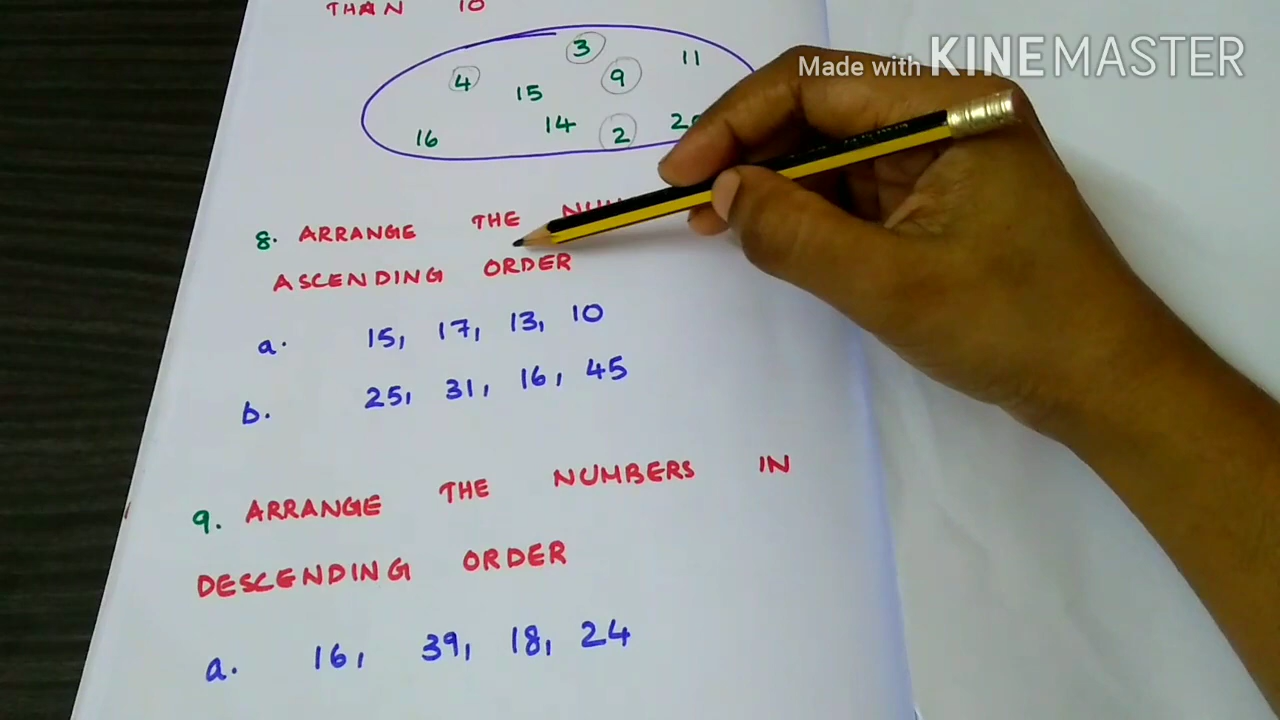 Made with KINEMASTER
THAN 10
3
11
4
9
15
14
2
16
8. ARRANGE THE
ASCENDING ORDER
a. 15, 17, 13, 10
b. 25, 31, 16, 45
9. ARRANGE THE NUMBERS IN
DESCENDING ORDER
a. 16, 39, 18, 24